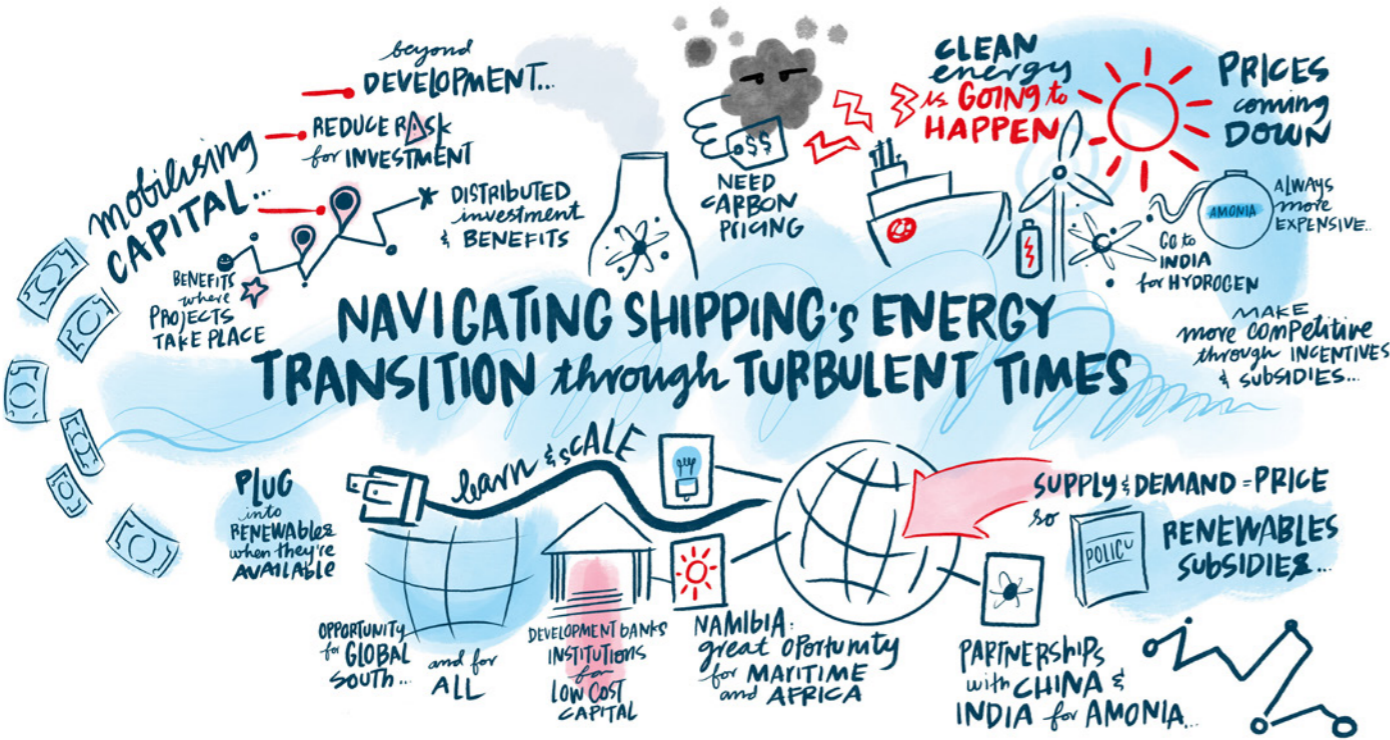 beyond
DEVELOPMENT...
REDUCE RISK
for INVESTMENT
mobilising
CAPITAL...
DISTRIBUTED
investment
& BENEFITS
BENEFITS
where
PROJECTS
TAKE PLACE
$$
NEED
CARBON
PRICING
CLEAN
energy
is GOING to
HAPPEN
PRICES
coming
DOWN
AMONIA
ALWAYS
more
EXPENSIVE..
GO to
INDIA
for HYDROGEN
MAKE
more competitive
through INCENTIVES
& SUBSIDIES...
NAVIGATING SHIPPING's ENERGY
TRANSITION through TURBULENT TIMES
PLUG
into
RENEWABles
when they're
AVAILABLE
learn & SCALE
OPPORTUNITY
for GLOBAL
SOUTH...
and for
ALL
DEVELOPMENT BANKS
INSTITUTIONS
for
LOW COST
CAPITAL
NAMIBIA:
great OPORTUNITY
for MARITIME
and AFRICA
SUPPLY & DEMAND = PRICE
so
POLICY
RENEWABLES
SUBSIDIES...
PARTNERSHIPS
with CHINA &
INDIA for AMONIA...